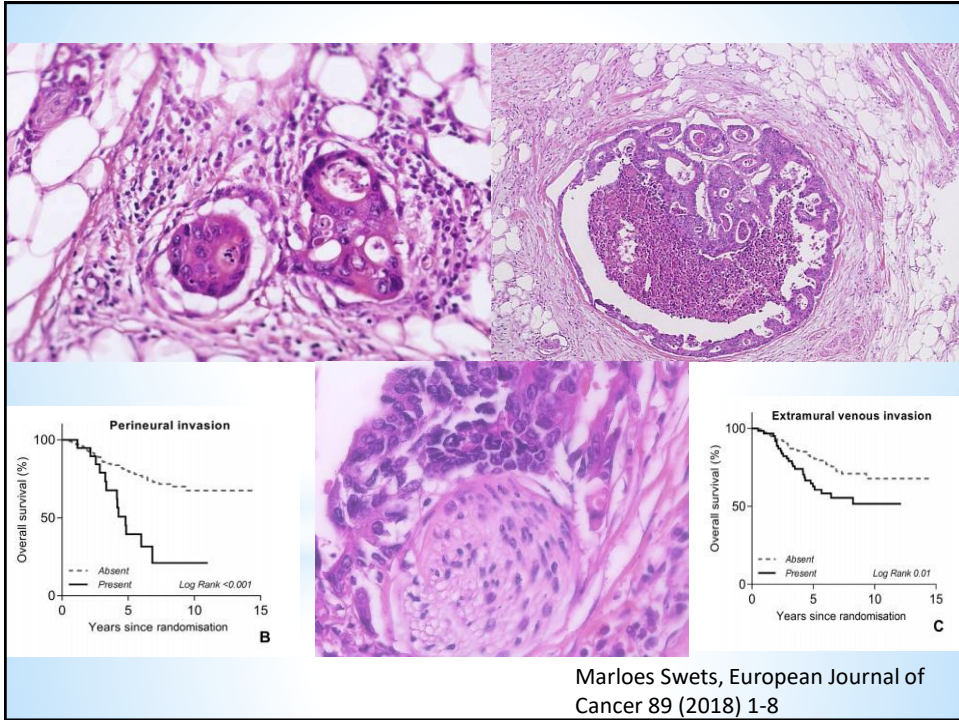 Perineural invasion
100
50
0
Overall survival (%)
Absent
Present
Log Rank <0.001
0 5 10 15
Years since randomisation
B
Extramural venous invasion
100
50
0
Overall survival (%)
Absent
Present
Log Rank 0.01
0 5 10 15
Years since randomisation
C
Marloes Swets, European Journal of
Cancer 89 (2018) 1-8